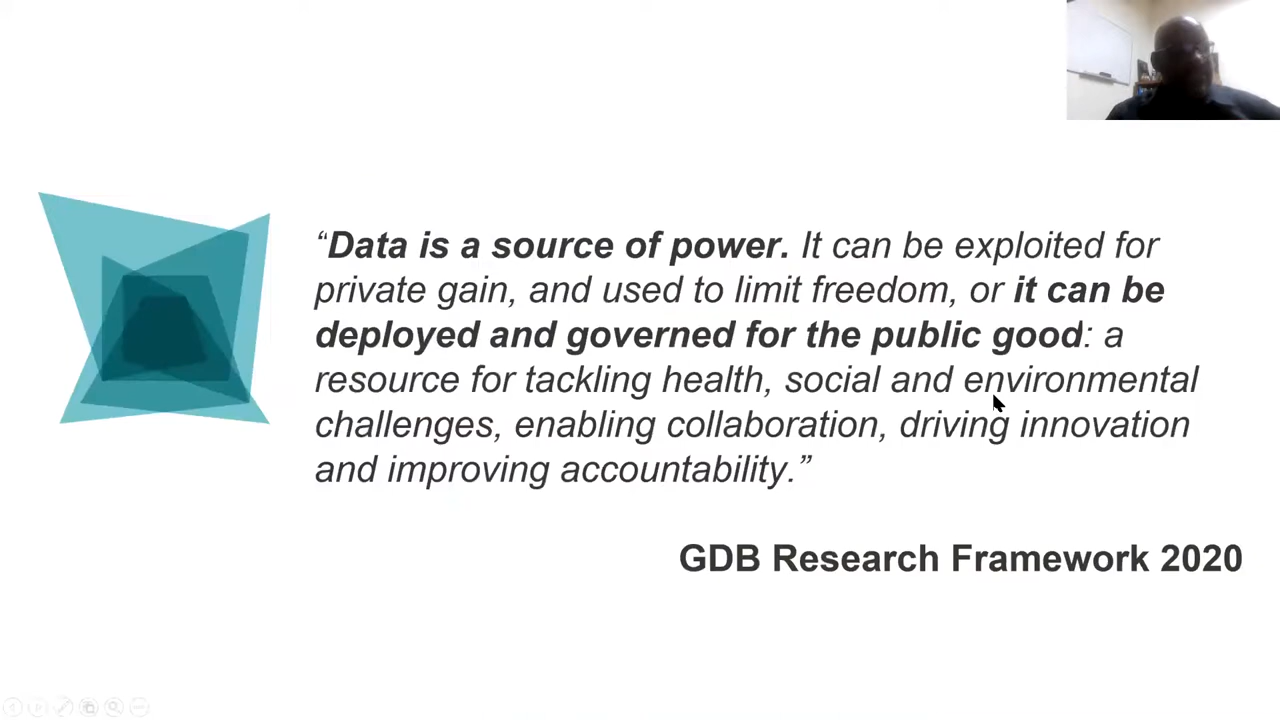 “Data is a source of power. It can be exploited for
private gain, and used to limit freedom, or it can be
deployed and governed for the public good: a
resource for tackling health, social and environmental
challenges, enabling collaboration, driving innovation
and improving accountability.”
GDB Research Framework 2020